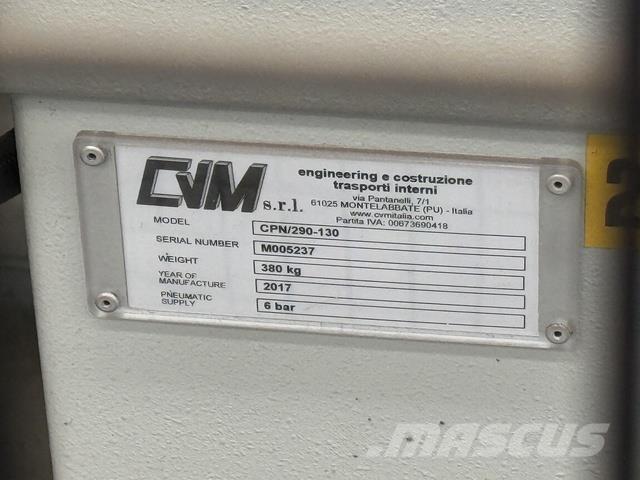 CVM s.r.l.
engineering e costruzione
trasporti interni
via Pantanelli, 7/1
61025 MONTELABBATE (PU) - Italia
www.cvmitalia.com
Partita IVA: 00673690418
MODEL CPN/290-130
SERIAL NUMBER M005237
WEIGHT 380 kg
YEAR OF
MANUFACTURE 2017
PNEUMATIC
SUPPLY 6 bar
2
MASCUS